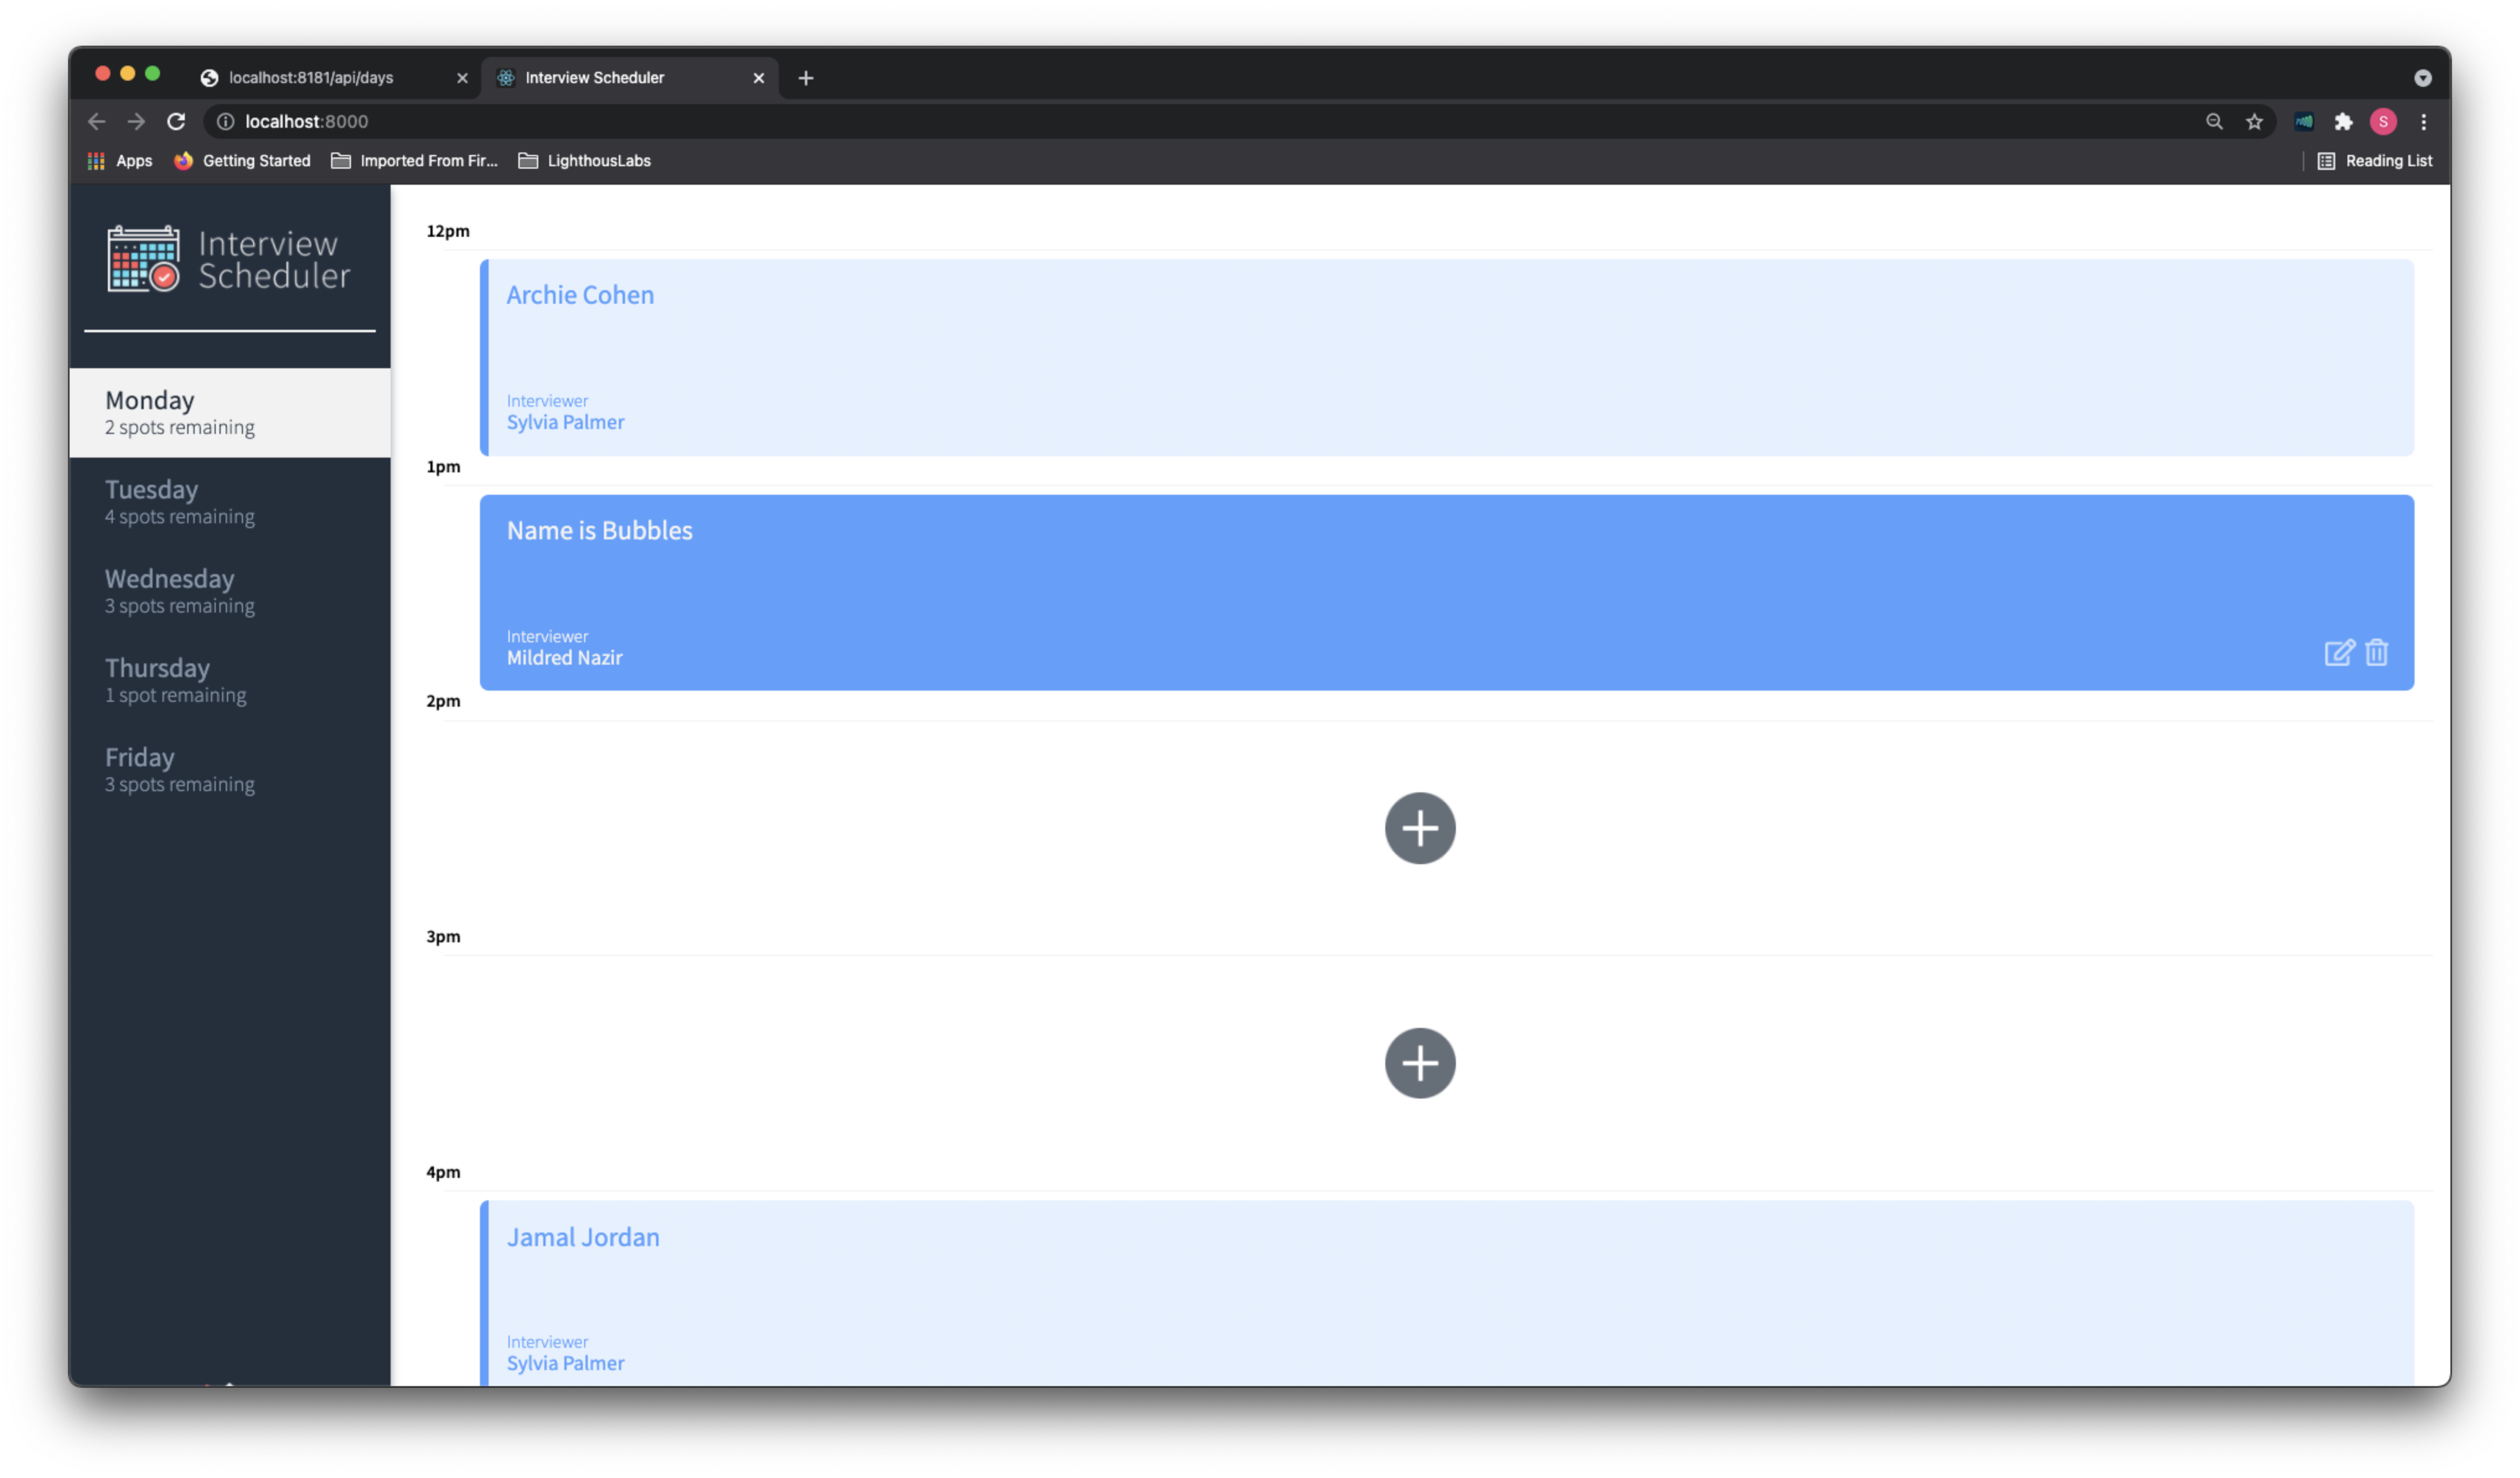 localhost:8181/api/days
Interview Scheduler
localhost:8000
Apps
Getting Started
Imported From Fir...
LighthousLabs
Reading List
Interview
Scheduler
Monday
2 spots remaining
Tuesday
4 spots remaining
Wednesday
3 spots remaining
Thursday
1 spot remaining
Friday
3 spots remaining
12pm
Archie Cohen
Interviewer
Sylvia Palmer
1pm
Name is Bubbles
Interviewer
Mildred Nazir
2pm
3pm
4pm
Jamal Jordan
Interviewer
Sylvia Palmer
S